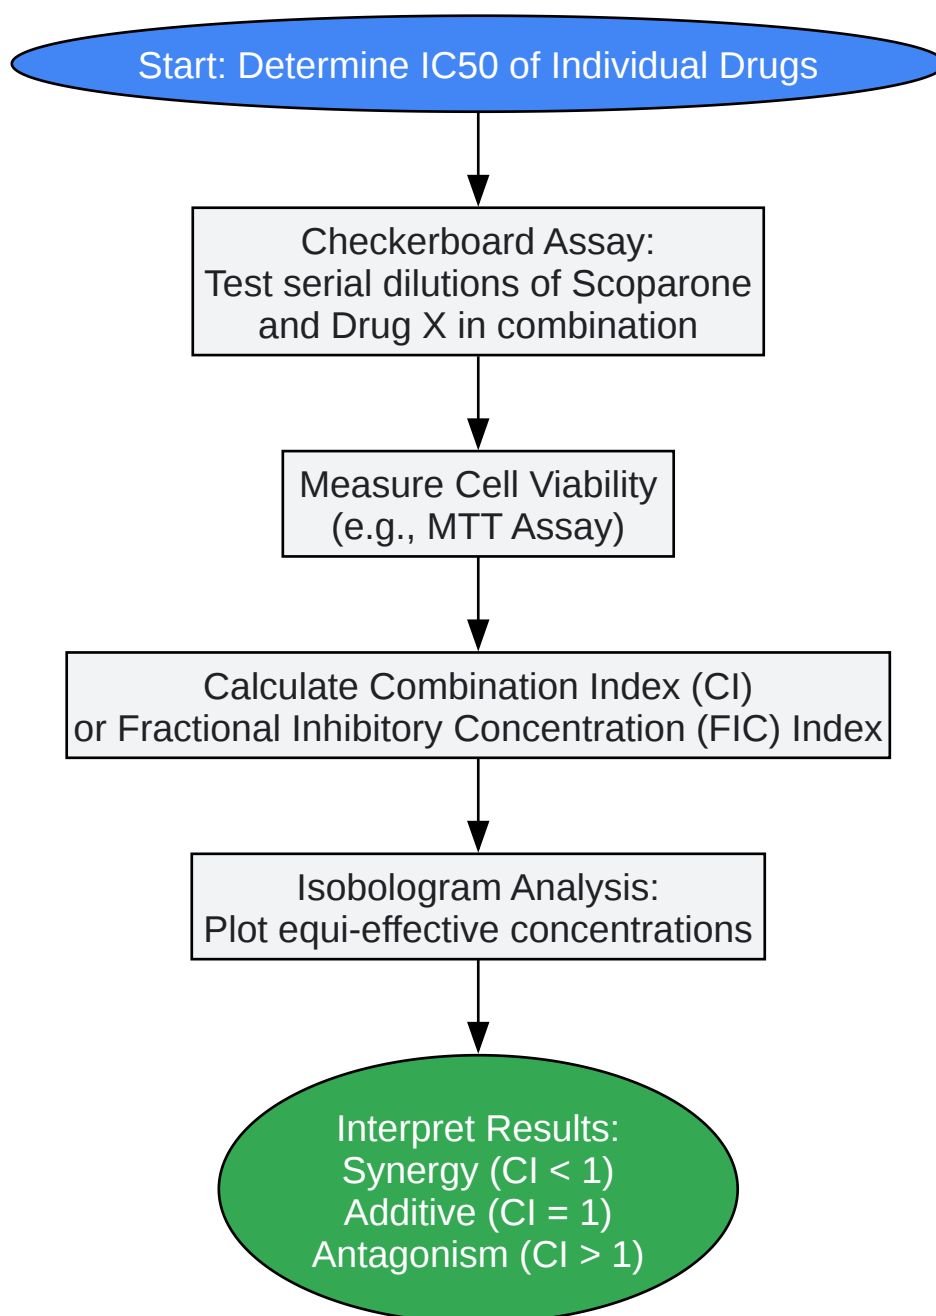 Start: Determine IC50 of Individual Drugs
Checkerboard Assay:
Test serial dilutions of Scoparone
and Drug X in combination
Measure Cell Viability
(e.g., MTT Assay)
Calculate Combination Index (CI)
or Fractional Inhibitory Concentration (FIC) Index
Isobologram Analysis:
Plot equi-effective concentrations
Interpret Results:
Synergy (CI < 1)
Additive (CI = 1)
Antagonism (CI > 1)